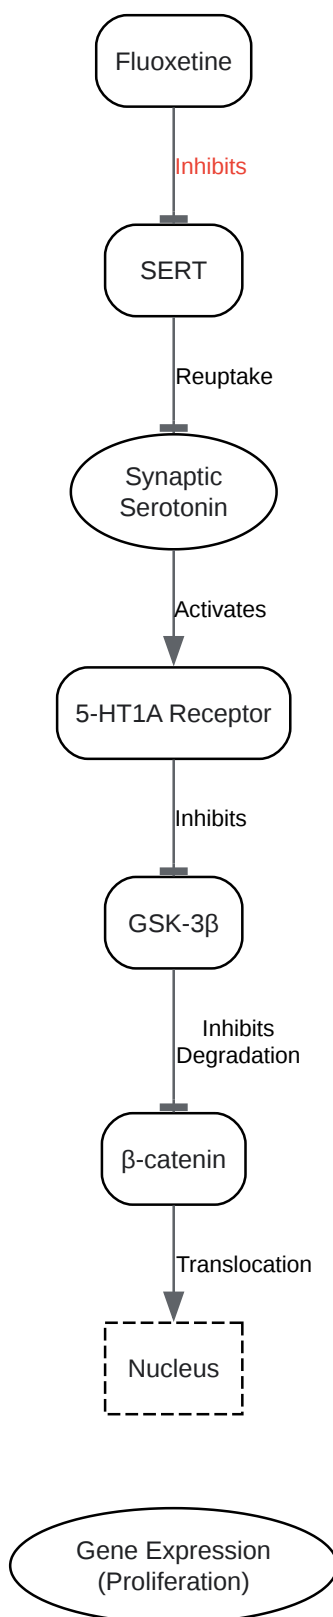 Fluoxetine
Inhibits
SERT
Reuptake
Synaptic
Serotonin
Activates
5-HT1A Receptor
Inhibits
GSK-3β
Inhibits
Degradation
β-catenin
Translocation
Nucleus
Gene Expression
(Proliferation)